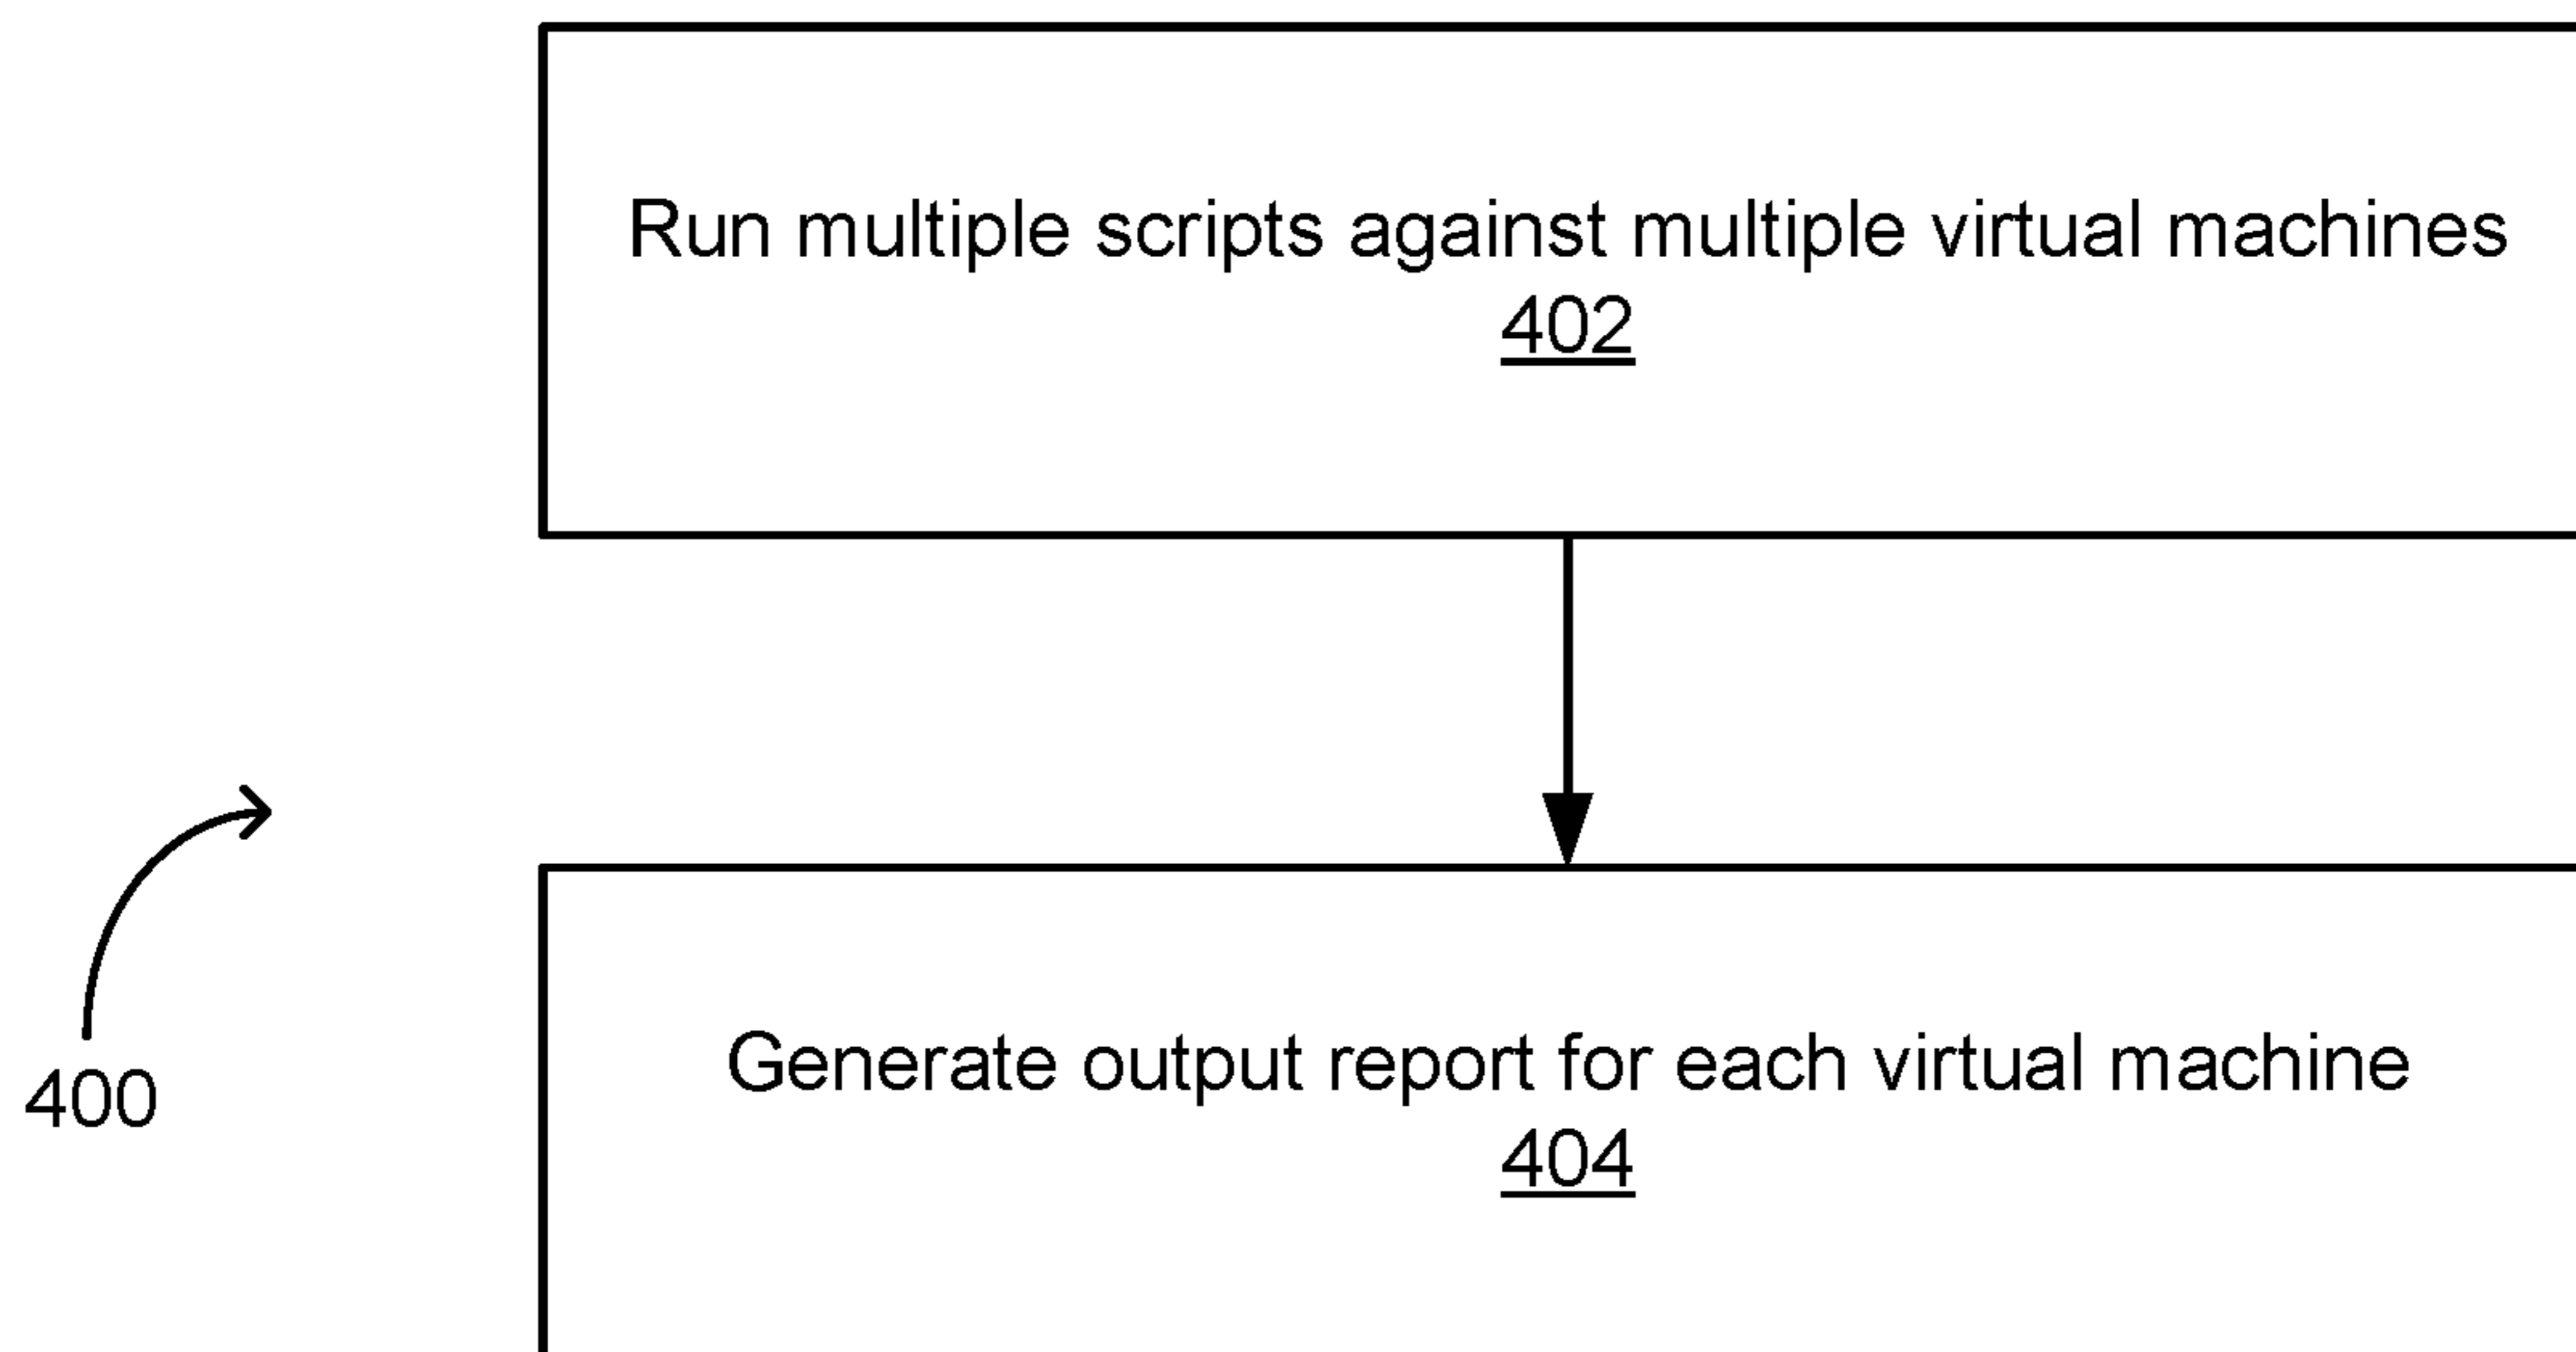 Run multiple scripts against multiple virtual machines
402
Generate output report for each virtual machine
404
400